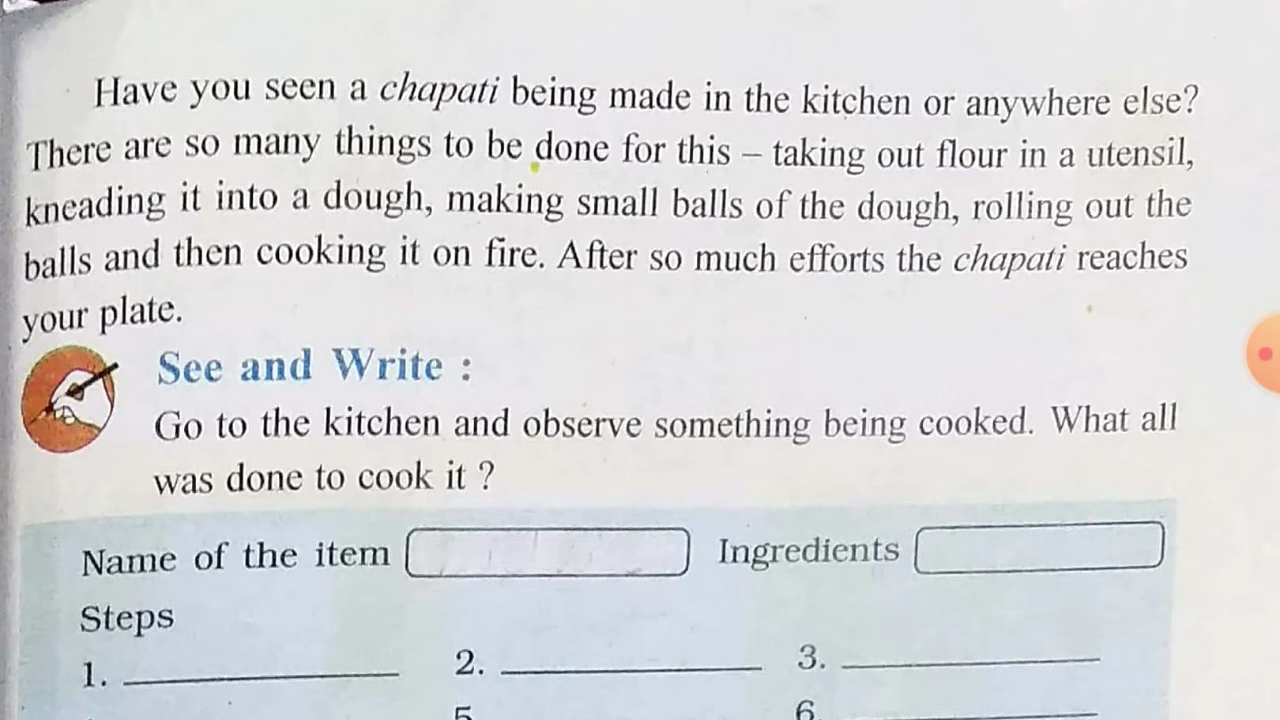 Have you seen a chapati being made in the kitchen or anywhere else?
There are so many things to be done for this – taking out flour in a utensil,
kneading it into a dough, making small balls of the dough, rolling out the
balls and then cooking it on fire. After so much efforts the chapati reaches
your plate.
See and Write :
Go to the kitchen and observe something being cooked. What all
was done to cook it ?
Name of the item Ingredients
Steps
1. 2. 3.
5 6